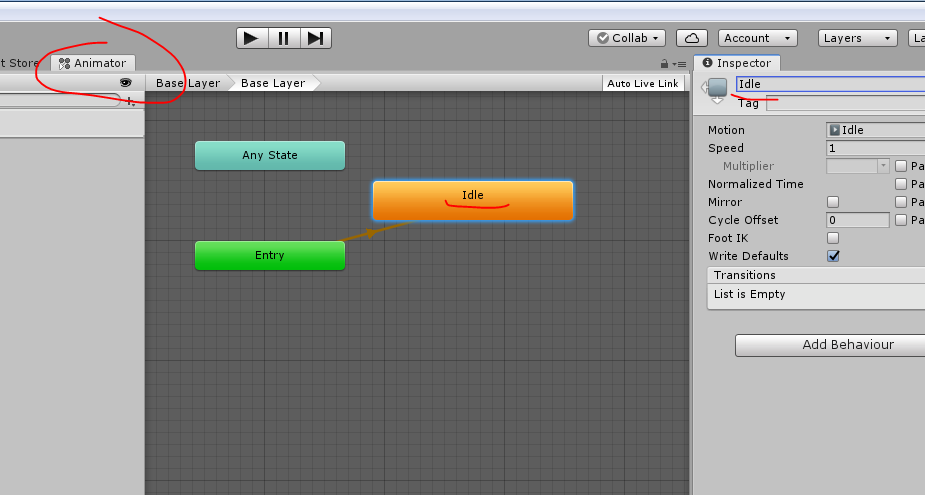 Collab Account Layers La
t Store Animator Inspector
Base Layer Base Layer Auto Live Link
Idle
Tag
Any State
Idle
Entry
Motion Idle
Speed 1
Multiplier Pa
Normalized Time Pa
Mirror Pa
Cycle Offset 0 Pa
Foot IK
Write Defaults
Transitions
List is Empty
Add Behaviour